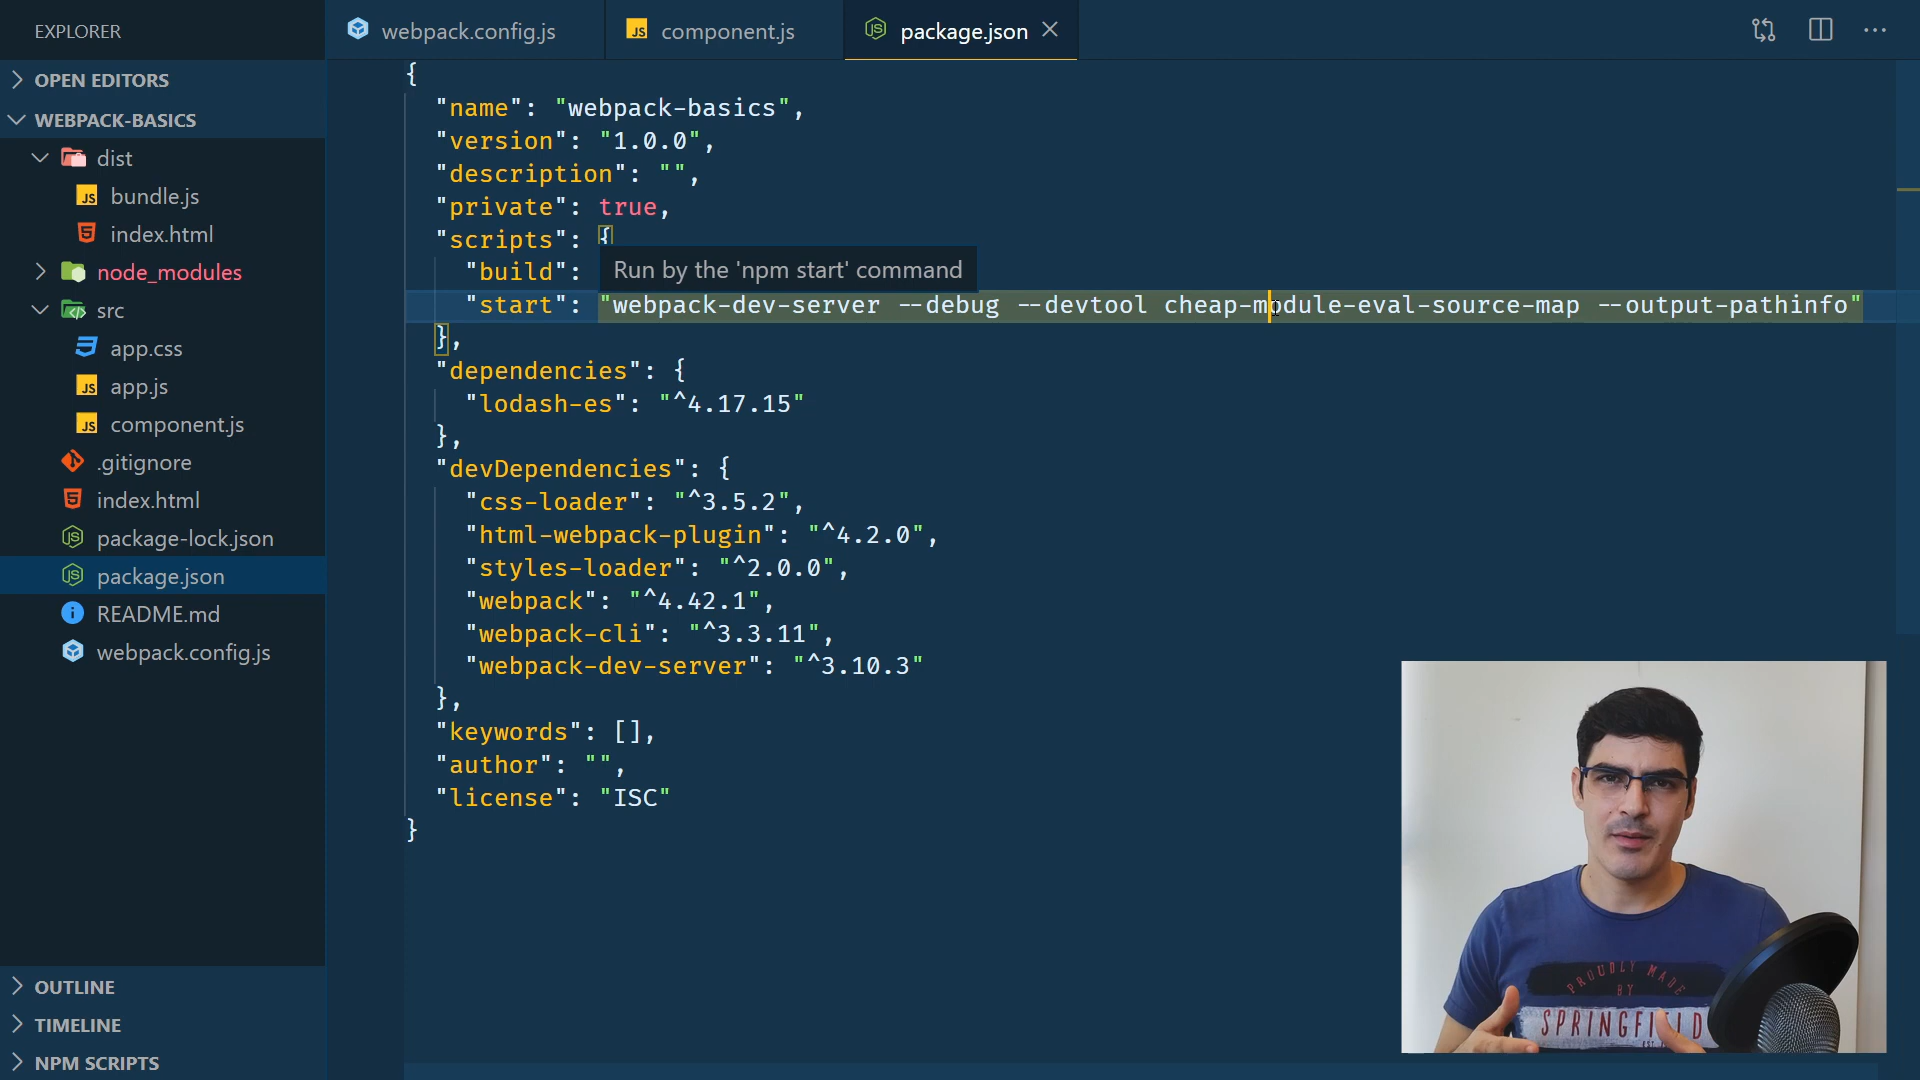 EXPLORER
OPEN EDITORS
WEBPACK-BASICS
dist
bundle.js
index.html
node_modules
src
app.css
app.js
component.js
.gitignore
index.html
package-lock.json
package.json
README.md
webpack.config.js
OUTLINE
TIMELINE
NPM SCRIPTS
webpack.config.js
component.js
package.json
{
"name": "webpack-basics",
"version": "1.0.0",
"description": "",
"private": true,
"scripts": {
"build":
Run by the 'npm start' command
"start": "webpack-dev-server --debug --devtool cheap-module-eval-source-map --output-pathinfo"
},
"dependencies": {
"lodash-es": "^4.17.15"
},
"devDependencies": {
"css-loader": "^3.5.2",
"html-webpack-plugin": "^4.2.0",
"styles-loader": "^2.0.0",
"webpack": "^4.42.1",
"webpack-cli": "^3.3.11",
"webpack-dev-server": "^3.10.3"
},
"keywords": [],
"author": "",
"license": "ISC"
}
PROUDLY MADE
BY
SPRINGFIELD